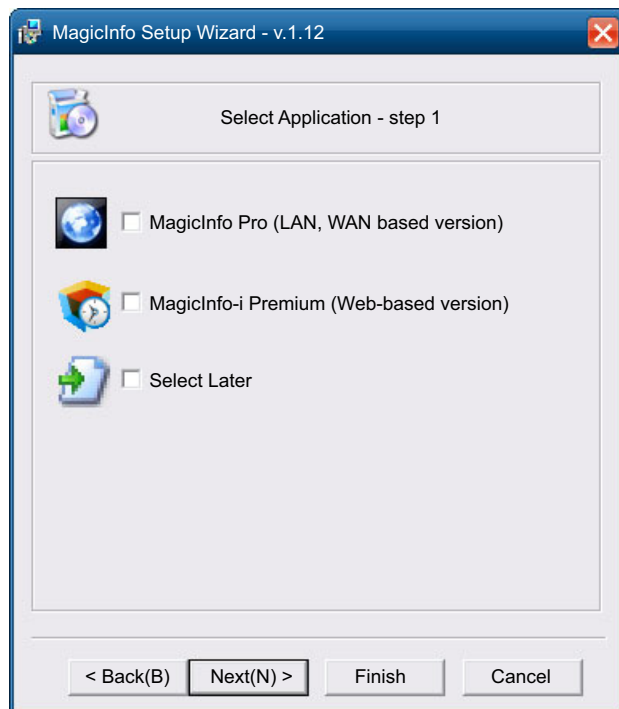 MagicInfo Setup Wizard - v.1.12
Select Application - step 1
MagicInfo Pro (LAN, WAN based version)
MagicInfo-i Premium (Web-based version)
Select Later
< Back(B) Next(N) > Finish Cancel